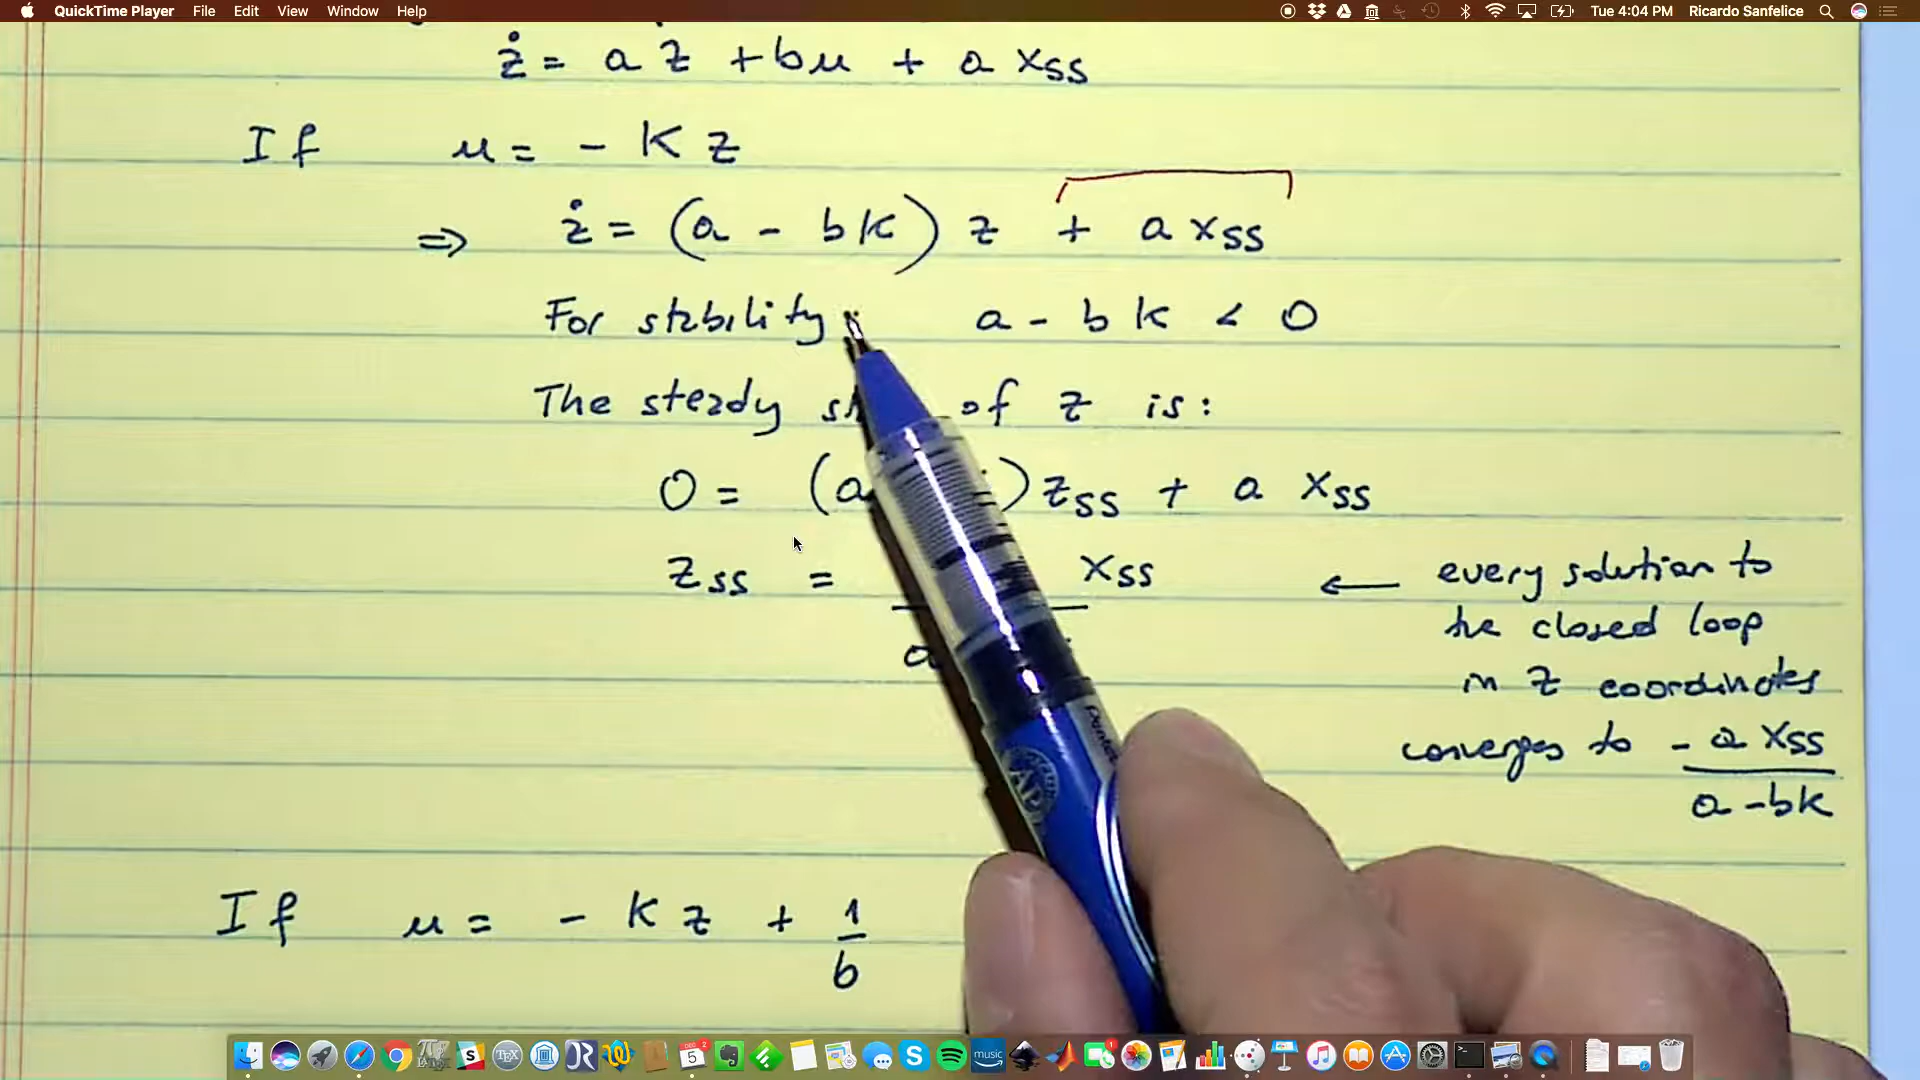 QuickTime Player File Edit View Window Help Tue 4:04 PM Ricardo Sanfelice
ż = a z + bu + a xss
If u = - K z
⇒ ż = (a - bK) z + a xss
For stability: a - b K < 0
The steady of z is:
0 = (a ) zss + a xss
zss = xss
a
← every solution to
the closed loop
in z coordinates
converges to - a xss
a - bK
If u = - K z + 1
b
Pentel